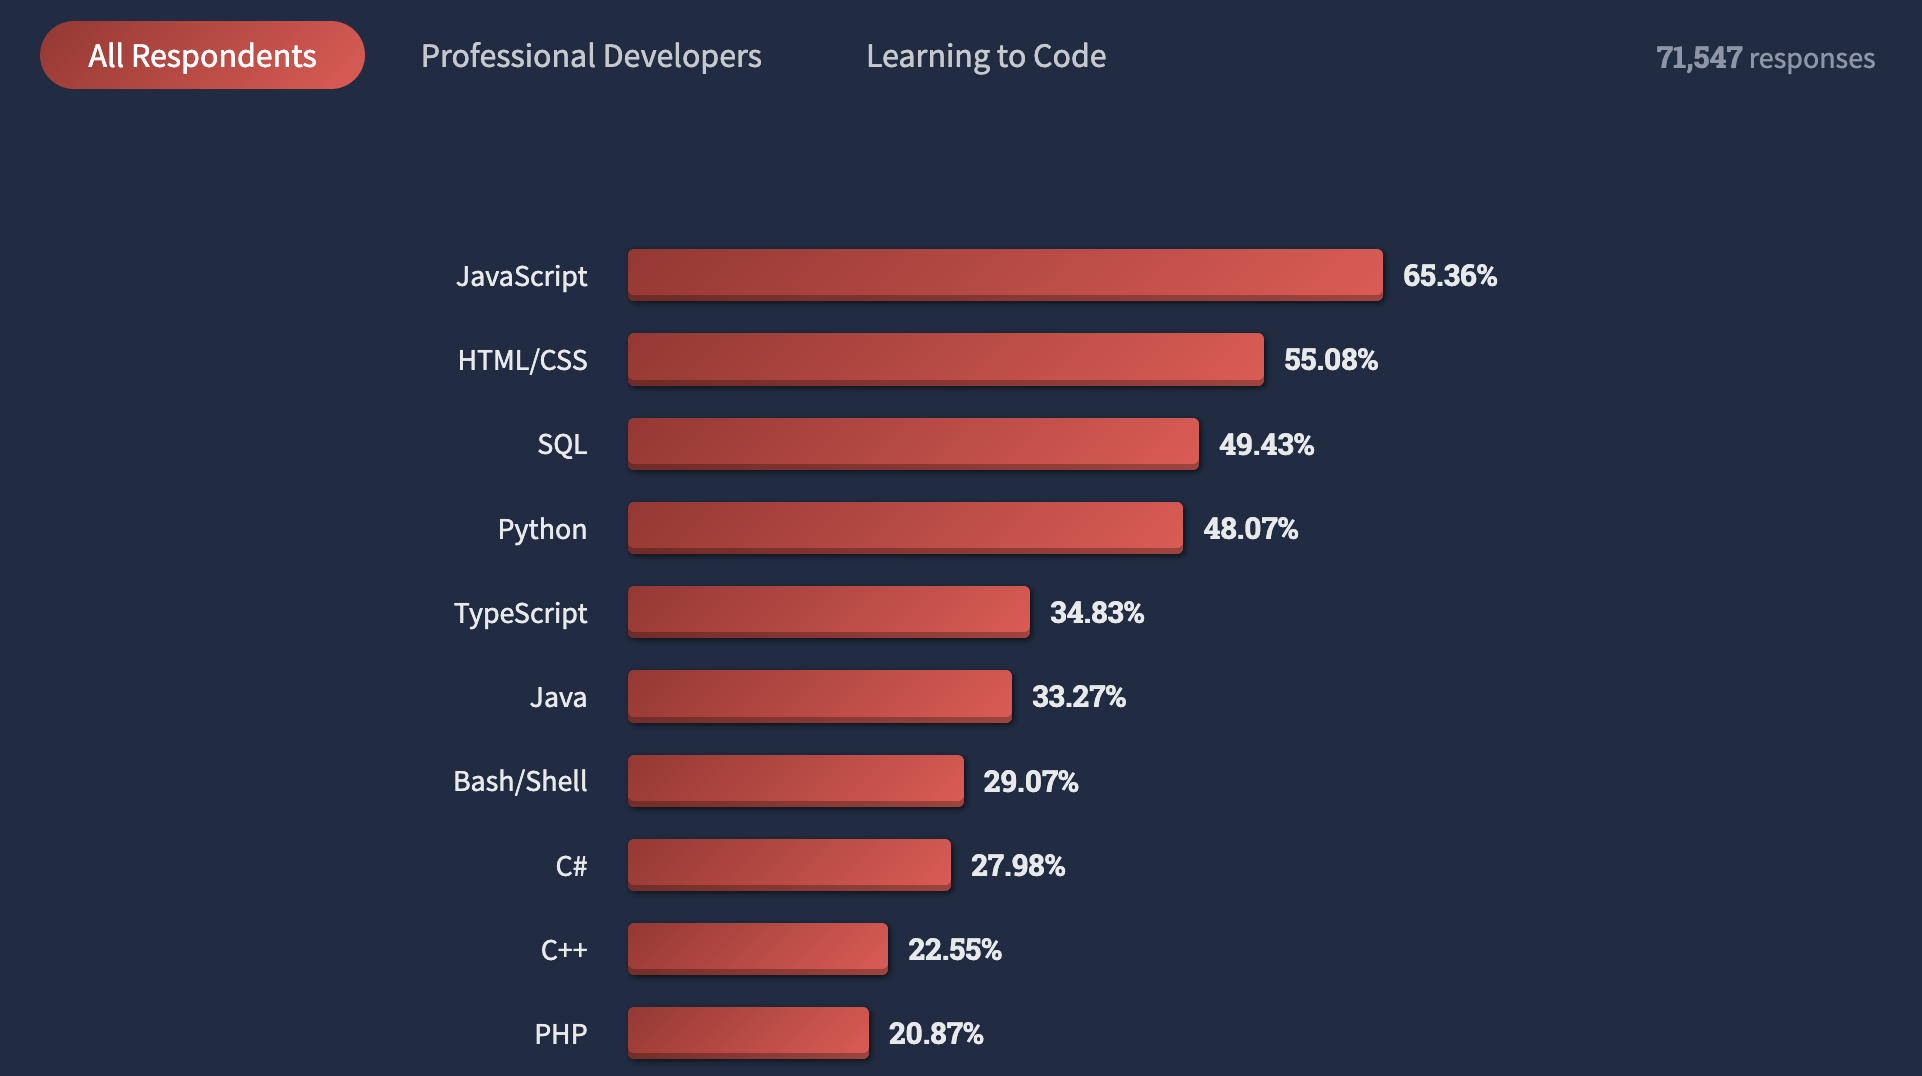 All Respondents Professional Developers Learning to Code 71,547 responses
JavaScript 65.36%
HTML/CSS 55.08%
SQL 49.43%
Python 48.07%
TypeScript 34.83%
Java 33.27%
Bash/Shell 29.07%
C# 27.98%
C++ 22.55%
PHP 20.87%